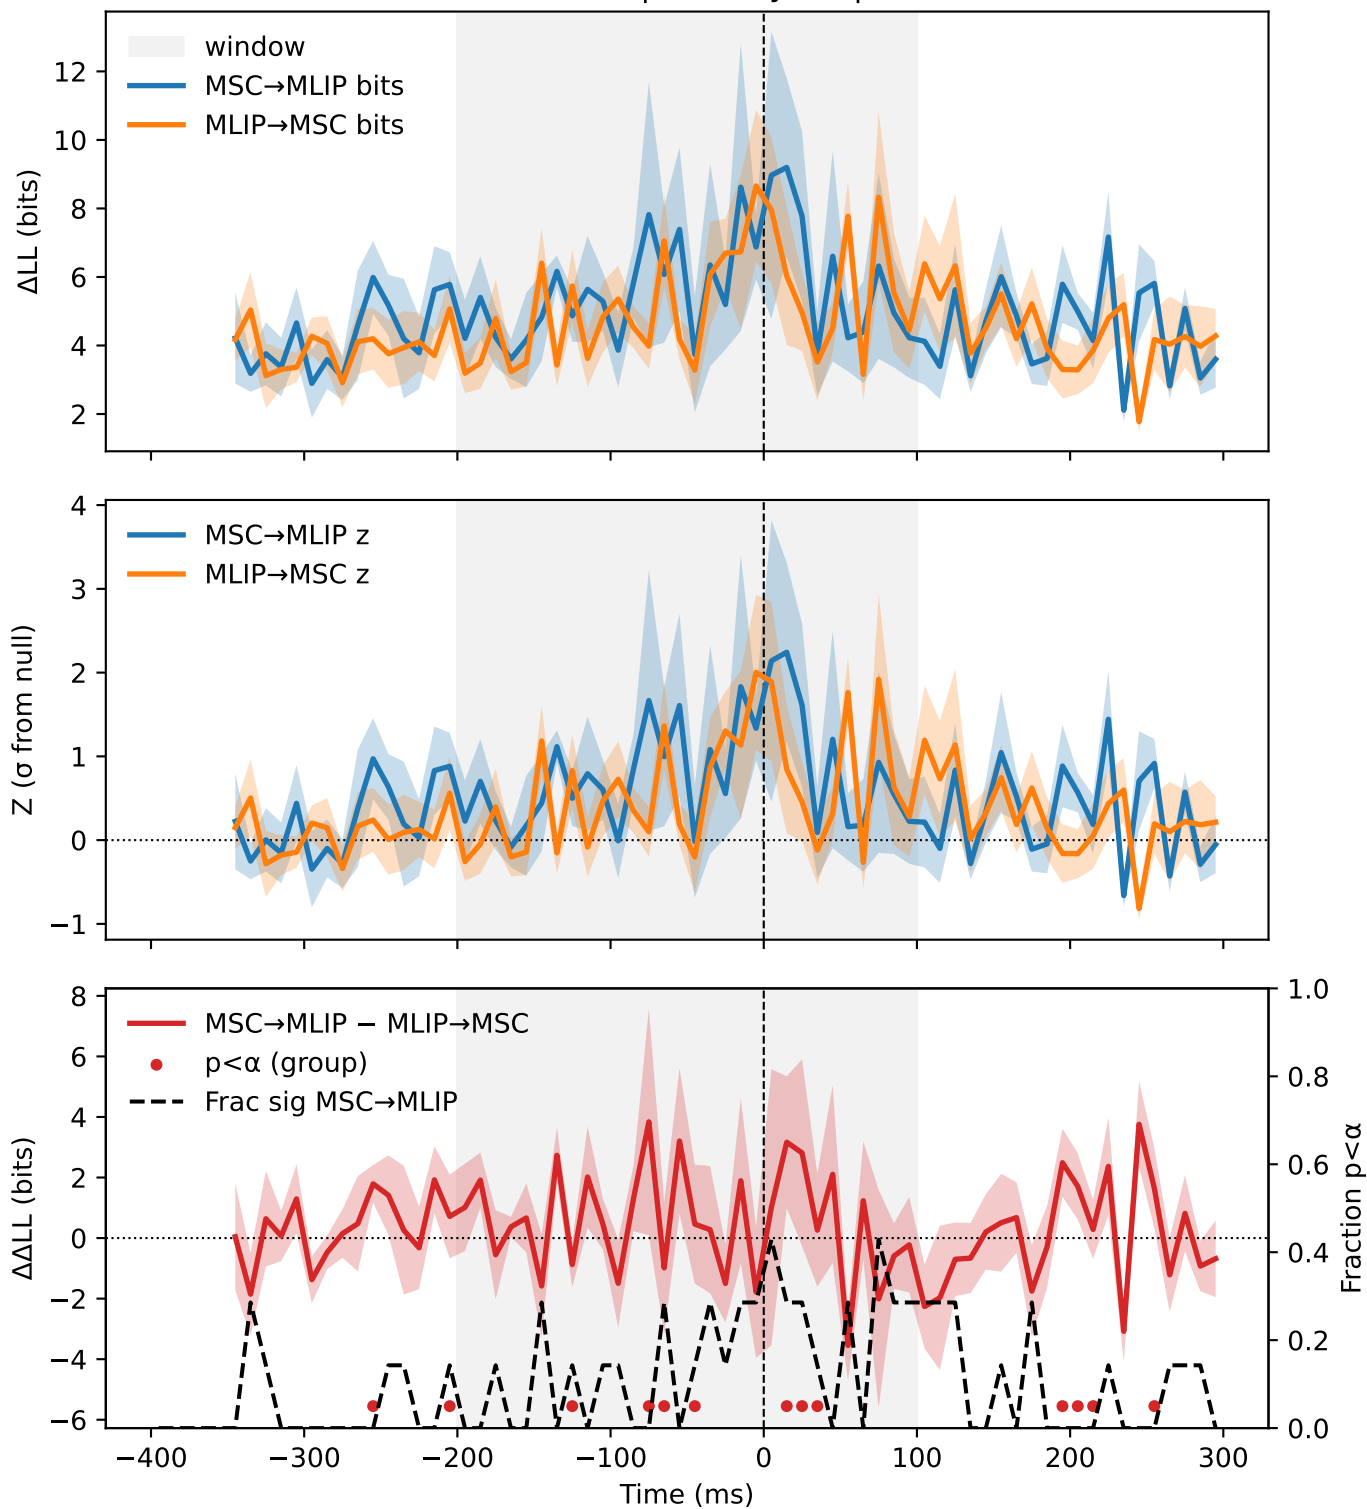 window
MSC→MLIP bits
MLIP→MSC bits
ΔLL (bits)
12
10
8
6
4
2
MSC→MLIP z
MLIP→MSC z
Z (σ from null)
4
3
2
1
0
−1
MSC→MLIP − MLIP→MSC
p<α (group)
Frac sig MSC→MLIP
ΔΔLL (bits)
8
6
4
2
0
−2
−4
−6
1.0
0.8
0.6
0.4
0.2
0.0
Fraction p<α
−400 −300 −200 −100 0 100 200 300
Time (ms)